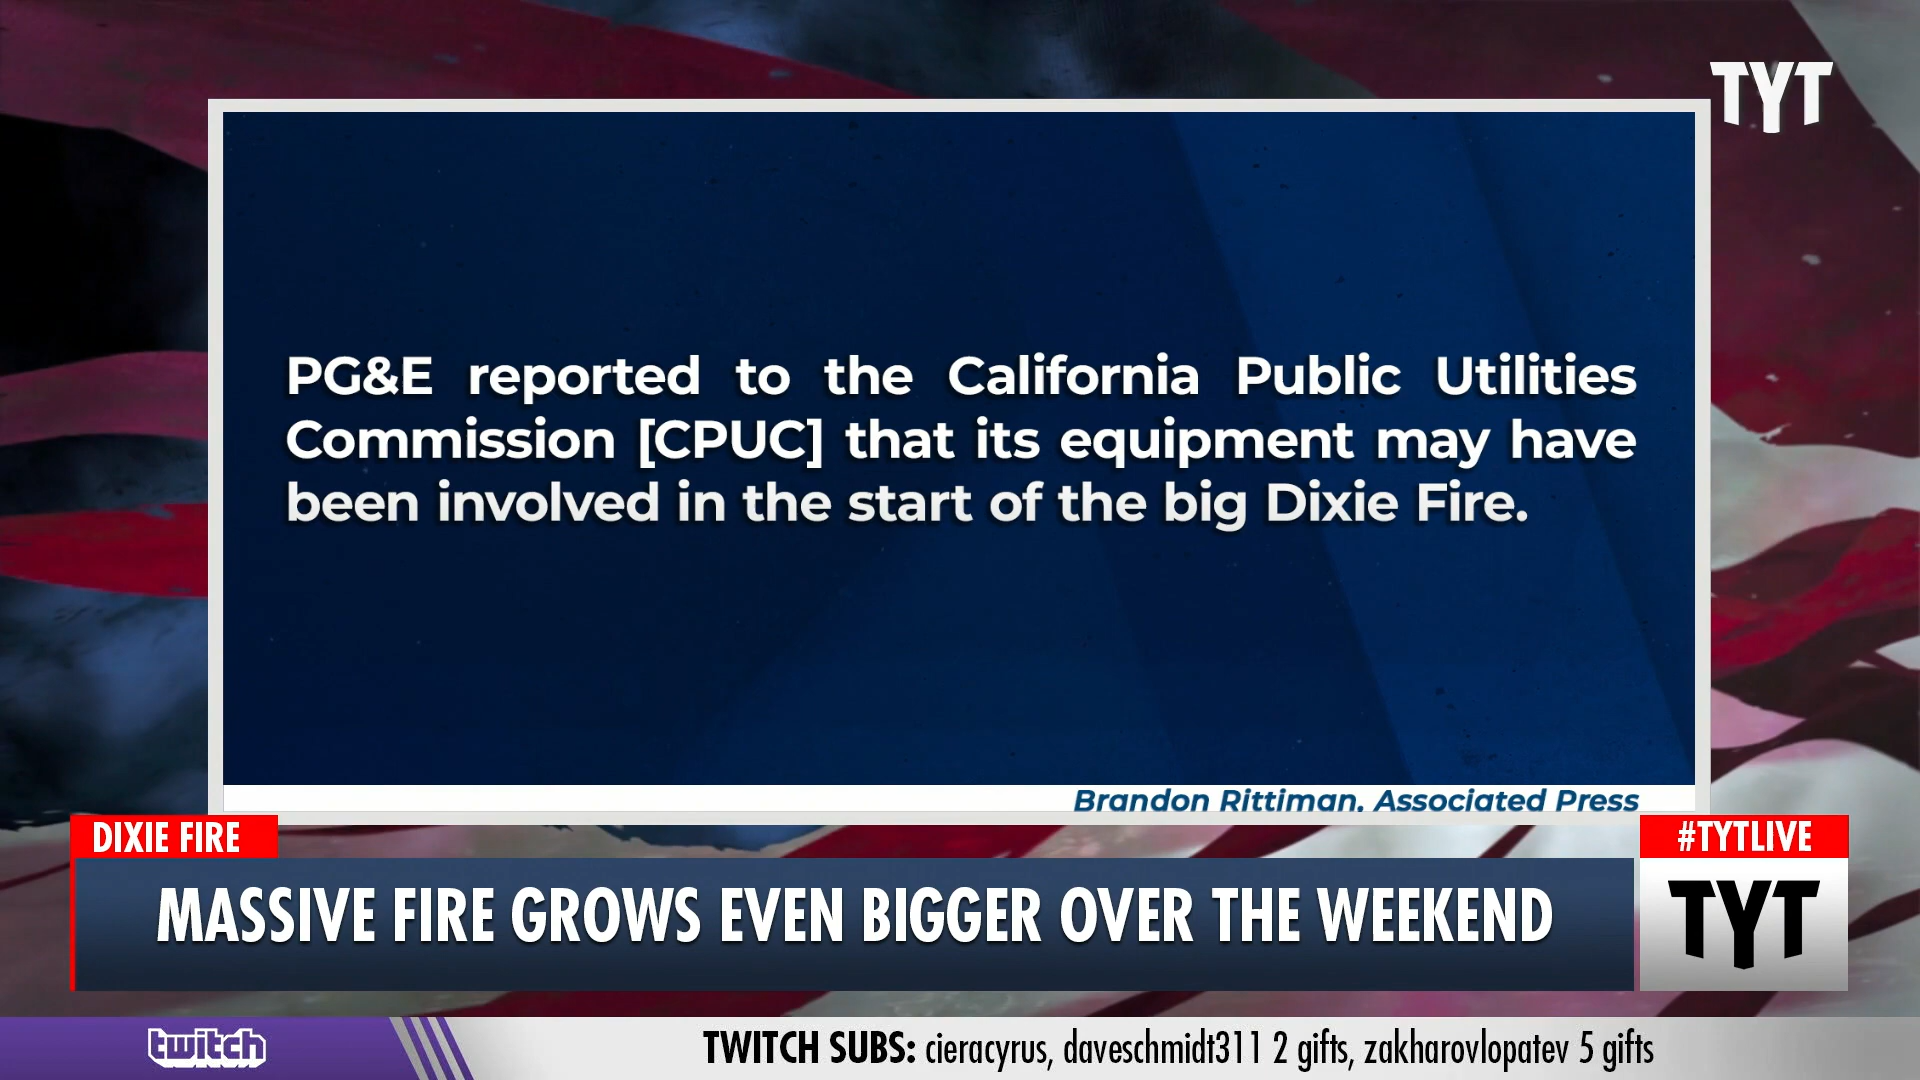 TYT
PG&E reported to the California Public Utilities
Commission [CPUC] that its equipment may have
been involved in the start of the big Dixie Fire.
Brandon Rittiman, Associated Press
DIXIE FIRE
#TYTLIVE
MASSIVE FIRE GROWS EVEN BIGGER OVER THE WEEKEND
TYT
twitch
TWITCH SUBS: cieracyrus, daveschmidt311 2 gifts, zakharovlopatev 5 gifts